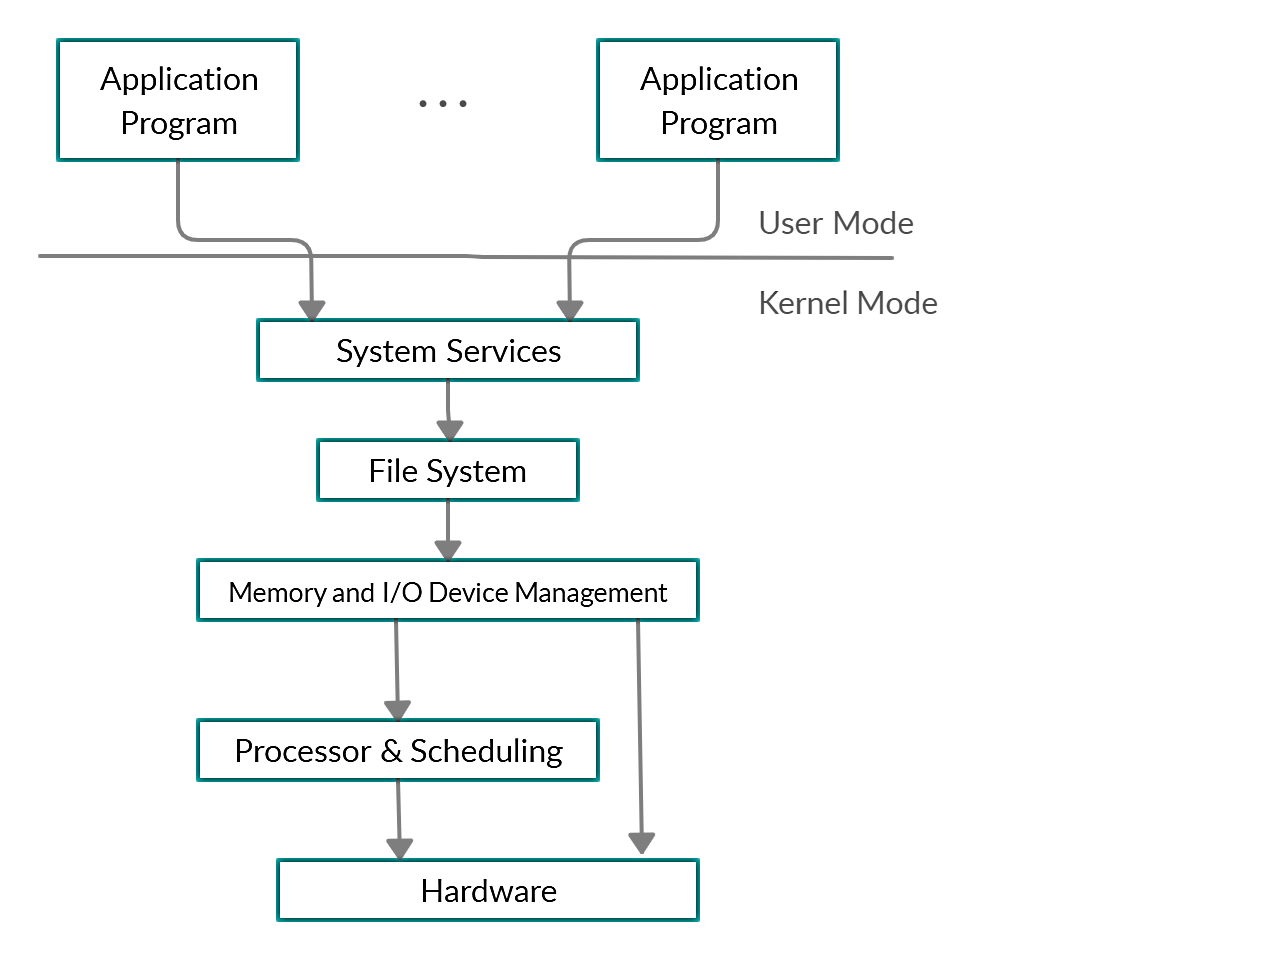 Application
Program
...
Application
Program
User Mode
Kernel Mode
System Services
File System
Memory and I/O Device Management
Processor & Scheduling
Hardware